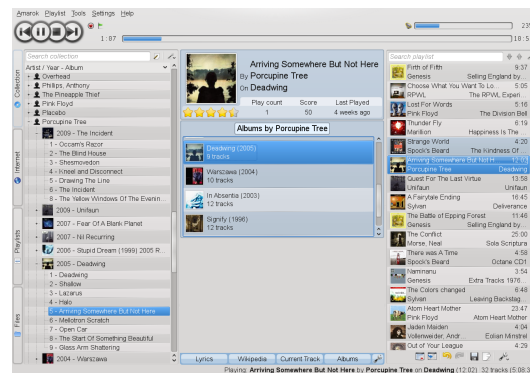 Amarok Playlist Tools Settings Help
23
1:07
10:5
Search collection
Artist / Year - Album
Overhead
Phillips, Anthony
The Pineapple Thief
Pink Floyd
Placebo
Porcupine Tree
2009 - The Incident
1 - Occam's Razor
2 - The Blind House
3 - Shesmovedon
4 - Kneel and Disconnect
5 - Drawing The Line
6 - The Incident
8 - The Yellow Windows Of The Evenin...
2009 - Unifaun
2007 - Fear Of A Blank Planet
2007 - Nil Recurring
2006 - Stupid Dream (1999) 2005 R...
2005 - Deadwing
1 - Deadwing
2 - Shallow
3 - Lazarus
4 - Halo
5 - Arriving Somewhere But Not Here
6 - Mellotron Scratch
7 - Open Car
8 - The Start Of Something Beautiful
9 - Glass Arm Shattering
2004 - Warszawa
Collection
Internet
Playlists
Files
Arriving Somewhere But Not Here
By Porcupine Tree
On Deadwing
Play count Score Last Played
1 50 4 weeks ago
Albums by Porcupine Tree
Deadwing (2005)
9 tracks
Warszawa (2004)
10 tracks
In Absentia (2003)
12 tracks
Signify (1996)
12 tracks
Lyrics Wikipedia Current Track Albums
Search playlist
Firth of Fifth 9:37
Genesis Selling England by...
Choose What You Want To Lo... 5:05
RPWL The RPWL Experi...
Lost For Words 5:16
Pink Floyd The Division Bell
Thunder Fly 6:19
Marillion Happiness Is The ...
Strange World 4:20
Spock's Beard The Kindness Of ...
Arriving Somewhere But Not H... 12:02
Porcupine Tree Deadwing
Quest For The Last Virtue 13:58
Unifaun Unifaun
A Fairytale Ending 16:45
Sylvan Deliverance
The Battle of Epping Forest 11:46
Genesis Selling England by...
The Conflict 25:00
Morse, Neal Sola Scriptura
There was A Time 4:58
Spock's Beard Octane CD1
Naminanu 3:54
Genesis Extra Tracks 1976...
The Colors changed 6:48
Sylvan Leaving Backstag...
Atom Heart Mother 23:47
Pink Floyd Atom Heart Mother
Jaden Maiden 4:04
Vollenweider, Andr... Eolian Minstrel
Out of Your League 4:29
Playing: Arriving Somewhere But Not Here by Porcupine Tree on Deadwing (12:02) 32 tracks (5:08: